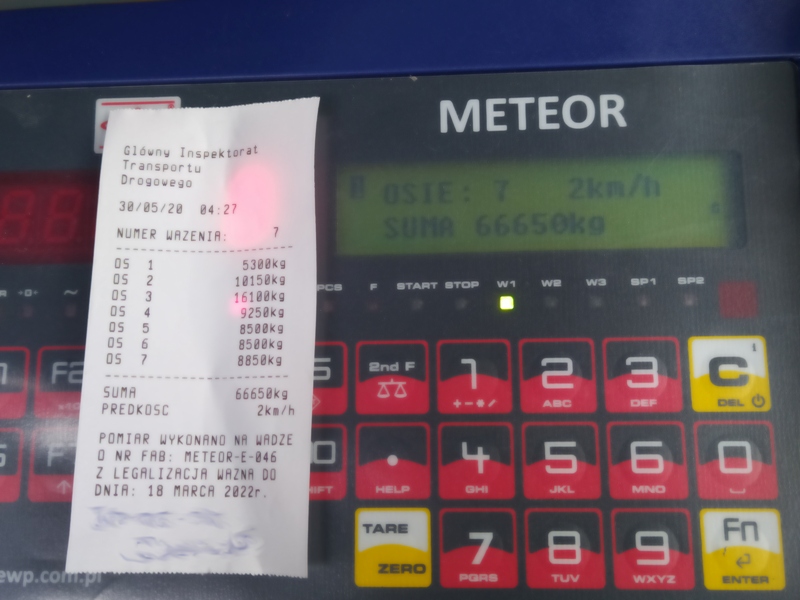 METEOR
Główny Inspektorat
Transportu
Drogowego
30/05/20 04:27
NUMER WAZENIA: 7
OS 1 5300kg
OS 2 10150kg
OS 3 16100kg
OS 4 9250kg
OS 5 8500kg
OS 6 8500kg
OS 7 8850kg
SUMA 66650kg
PREDKOSC 2km/h
POMIAR WYKONANO NA WADZE
O NR FAB: METEOR-E-046
Z LEGALIZACJA WAZNA DO
DNIA: 18 MARCA 2022r.
OSIE: 7 2km/h
SUMA 66650kg
PCS F START STOP W1 W2 W3 SP1 SP2
2nd F 1 2 3 C
+-*/ ABC DEF DEL
. 4 5 6 0
HELP GHI JKL MNO
TARE
ZERO
7 8 9 Fn
PQRS TUV WXYZ ENTER
ewp.com.pl